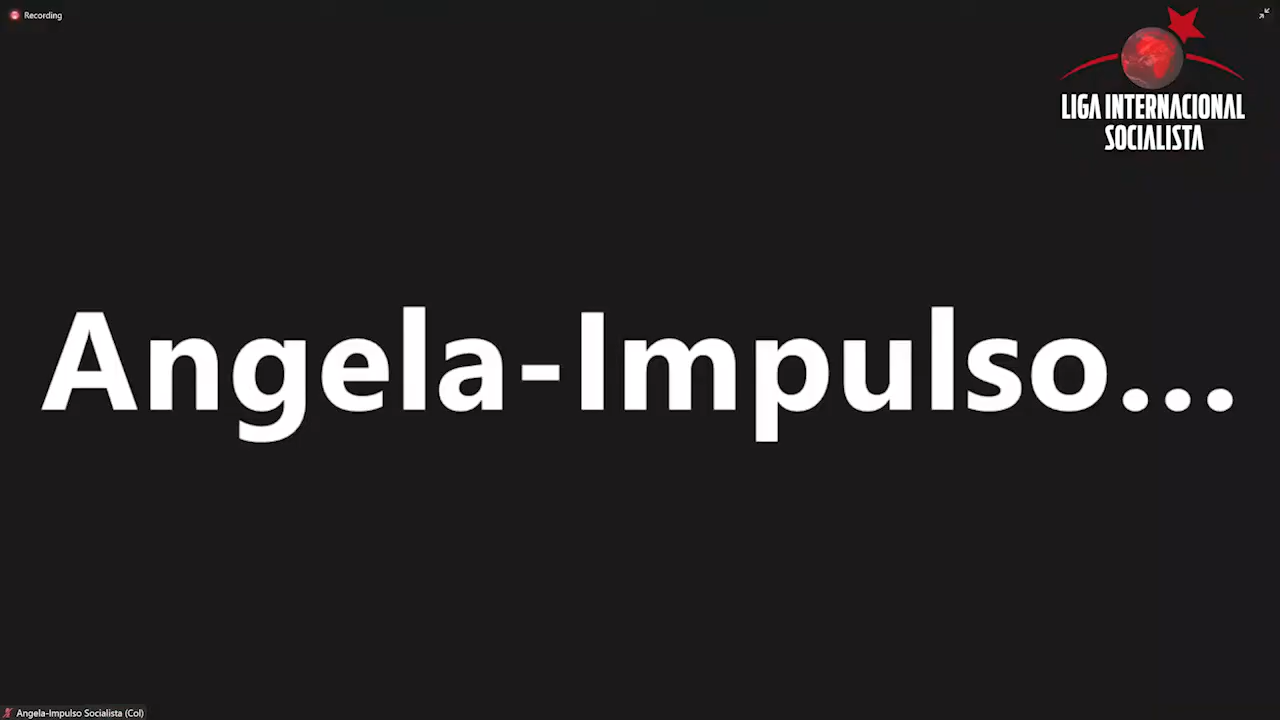 Recording
LIGA INTERNACIONAL
SOCIALISTA
Angela-Impulso...
Angela-Impulso Socialista (Col)